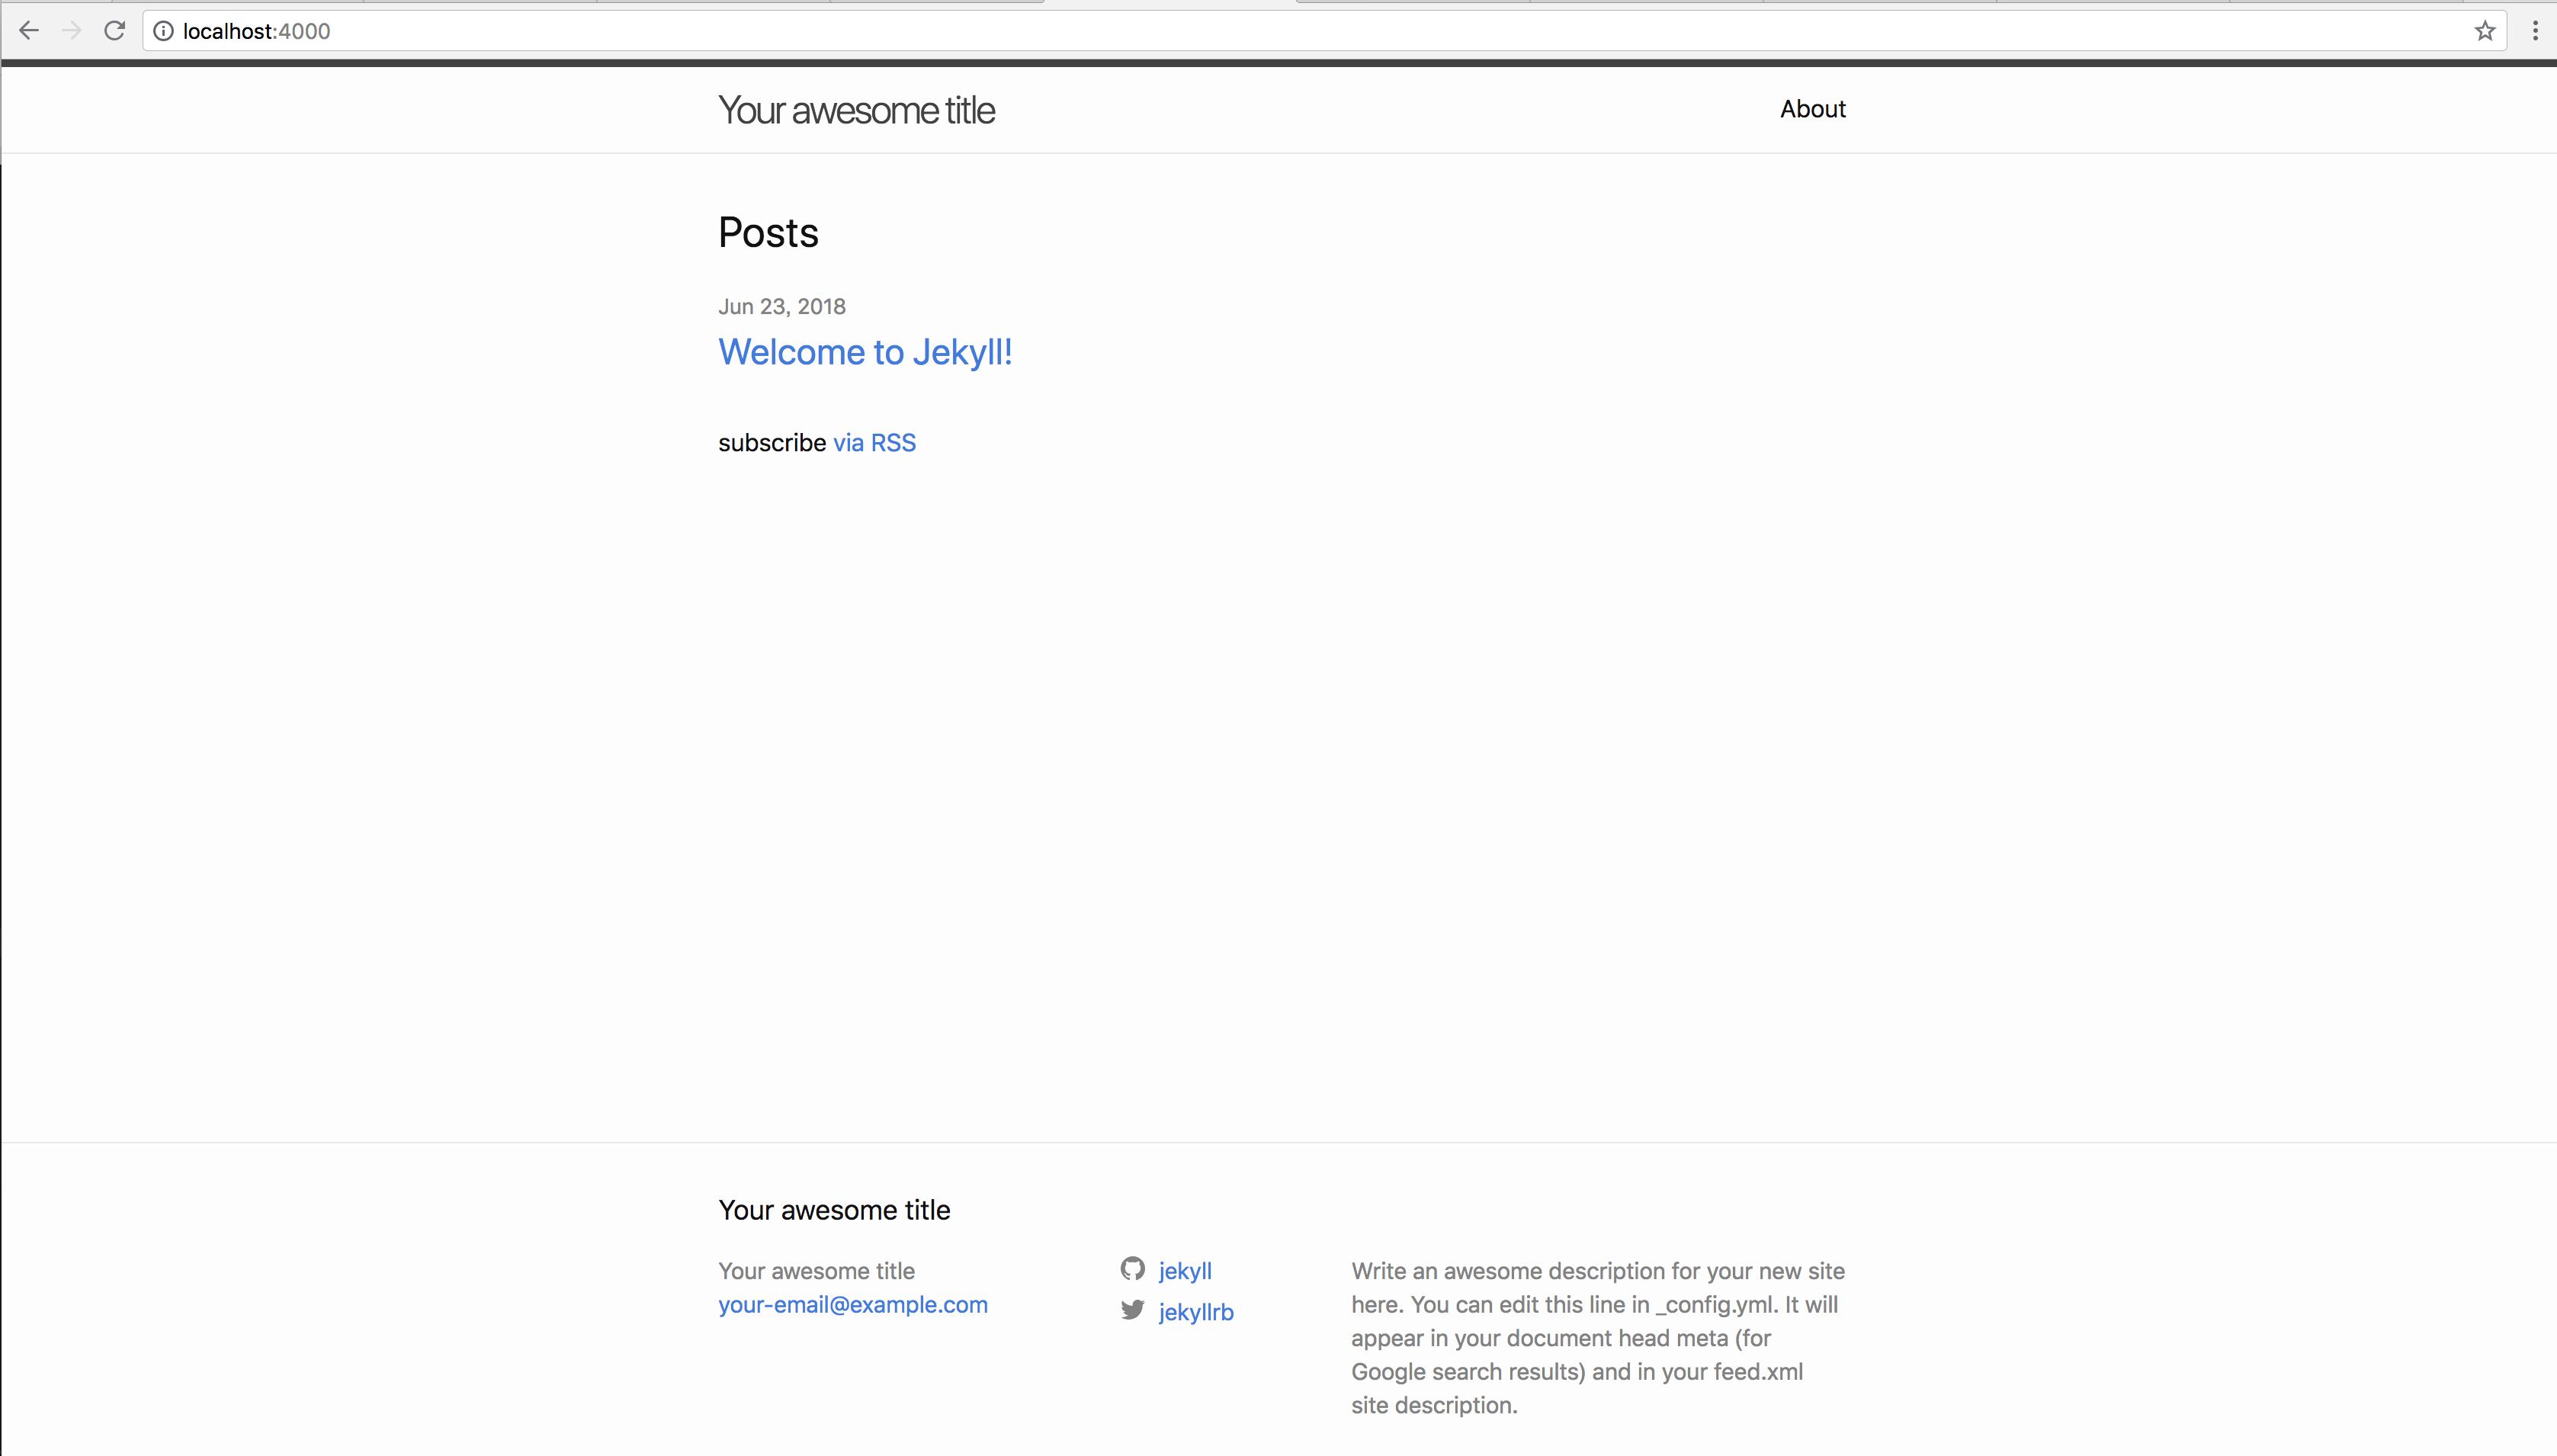 localhost:4000
Your awesome title
About
Posts
Jun 23, 2018
Welcome to Jekyll!
subscribe via RSS
Your awesome title
Your awesome title
your-email@example.com
jekyll
jekyllrb
Write an awesome description for your new site
here. You can edit this line in _config.yml. It will
appear in your document head meta (for
Google search results) and in your feed.xml
site description.